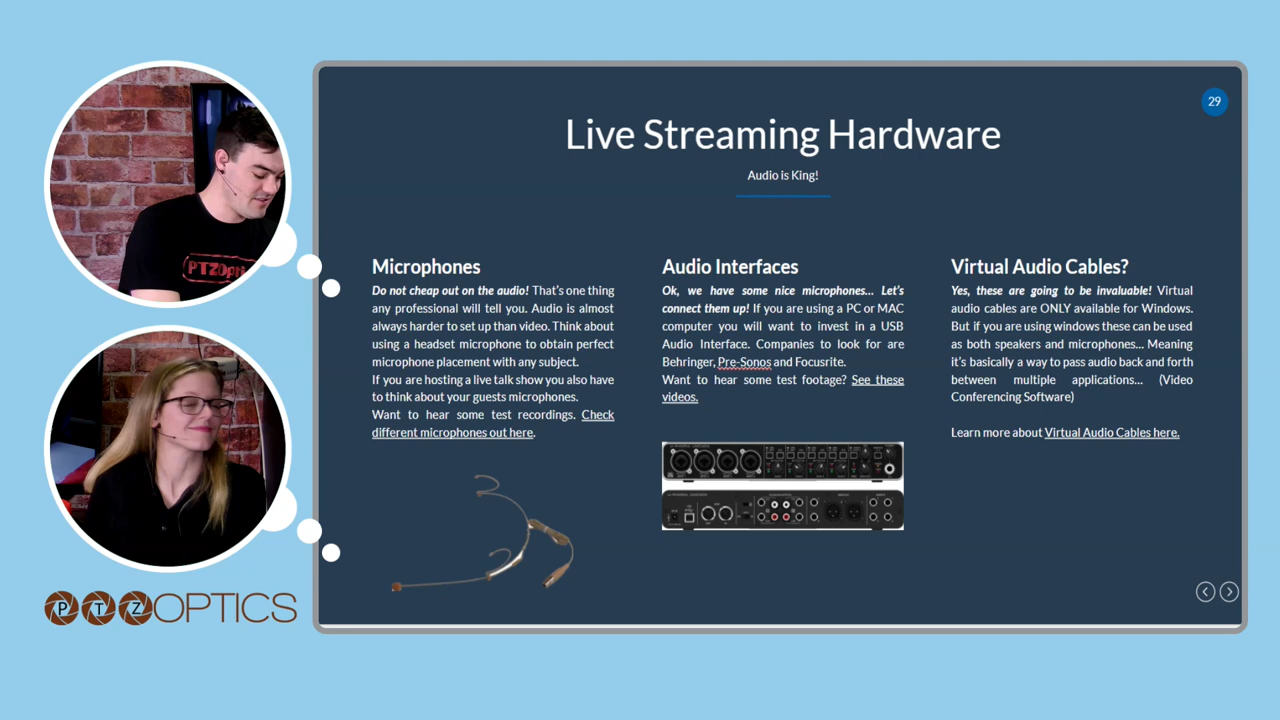 29
Live Streaming Hardware
Audio is King!
Microphones
Do not cheap out on the audio! That's one thing
any professional will tell you. Audio is almost
always harder to set up than video. Think about
using a headset microphone to obtain perfect
microphone placement with any subject.
If you are hosting a live talk show you also have
to think about your guests microphones.
Want to hear some test recordings. Check
different microphones out here.
Audio Interfaces
Ok, we have some nice microphones... Let's
connect them up! If you are using a PC or MAC
computer you will want to invest in a USB
Audio Interface. Companies to look for are
Behringer, Pre-Sonos and Focusrite.
Want to hear some test footage? See these
videos.
Virtual Audio Cables?
Yes, these are going to be invaluable! Virtual
audio cables are ONLY available for Windows.
But if you are using windows these can be used
as both speakers and microphones... Meaning
it's basically a way to pass audio back and forth
between multiple applications... (Video
Conferencing Software)
Learn more about Virtual Audio Cables here.
PTZOPTICS